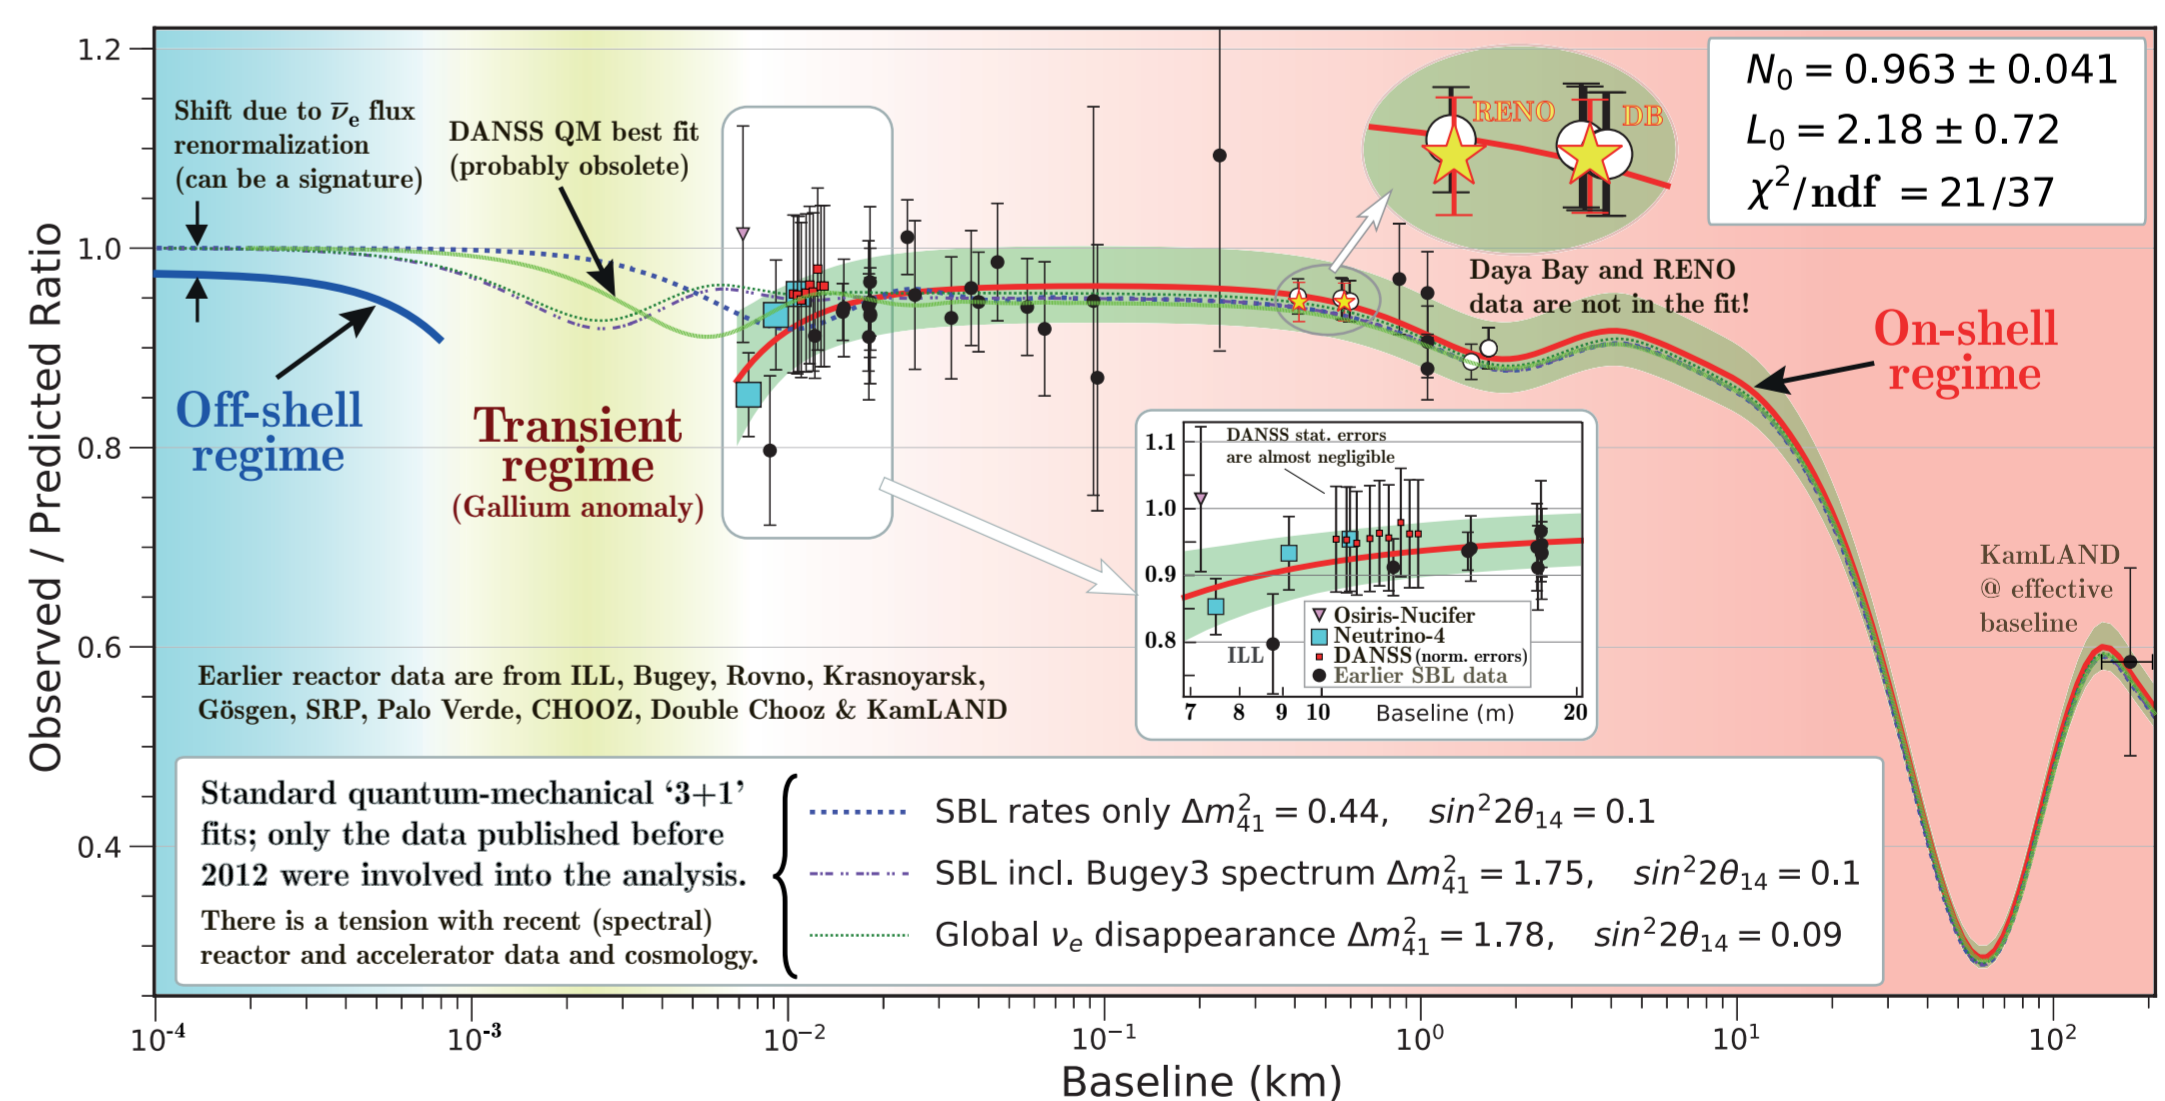 1.2
1.0
0.8
0.6
0.4
Observed / Predicted Ratio
Shift due to ν̅e flux
renormalization
(can be a signature)
DANSS QM best fit
(probably obsolete)
RENO
DB
N₀ = 0.963 ± 0.041
L₀ = 2.18 ± 0.72
χ²/ndf = 21/37
Daya Bay and RENO
data are not in the fit!
On-shell
regime
Off-shell
regime
Transient
regime
(Gallium anomaly)
1.1
1.0
0.9
0.8
DANSS stat. errors
are almost negligible
ILL
Osiris-Nucifer
Neutrino-4
DANSS (norm. errors)
Earlier SBL data
7 8 9 10 Baseline (m) 20
KamLAND
@ effective
baseline
Earlier reactor data are from ILL, Bugey, Rovno, Krasnoyarsk,
Gösgen, SRP, Palo Verde, CHOOZ, Double Chooz & KamLAND
Standard quantum-mechanical ‘3+1’
fits; only the data published before
2012 were involved into the analysis.
There is a tension with recent (spectral)
reactor and accelerator data and cosmology.
SBL rates only Δm²₄₁ = 0.44, sin²2θ₁₄ = 0.1
SBL incl. Bugey3 spectrum Δm²₄₁ = 1.75, sin²2θ₁₄ = 0.1
Global νe disappearance Δm²₄₁ = 1.78, sin²2θ₁₄ = 0.09
10⁻⁴ 10⁻³ 10⁻² 10⁻¹ 10⁰ 10¹ 10²
Baseline (km)